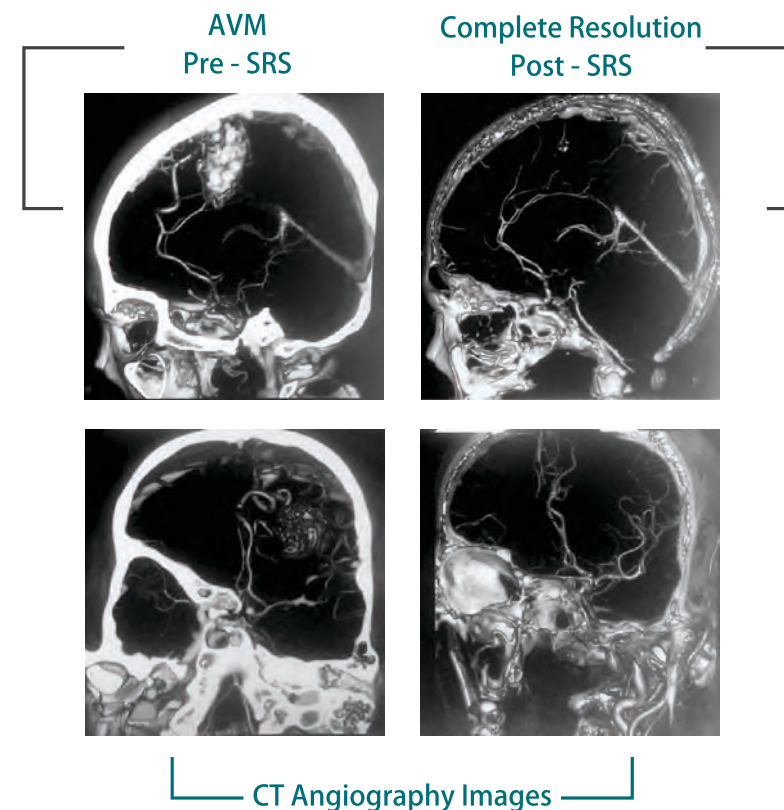 AVM
Pre - SRS
Complete Resolution
Post - SRS
CT Angiography Images